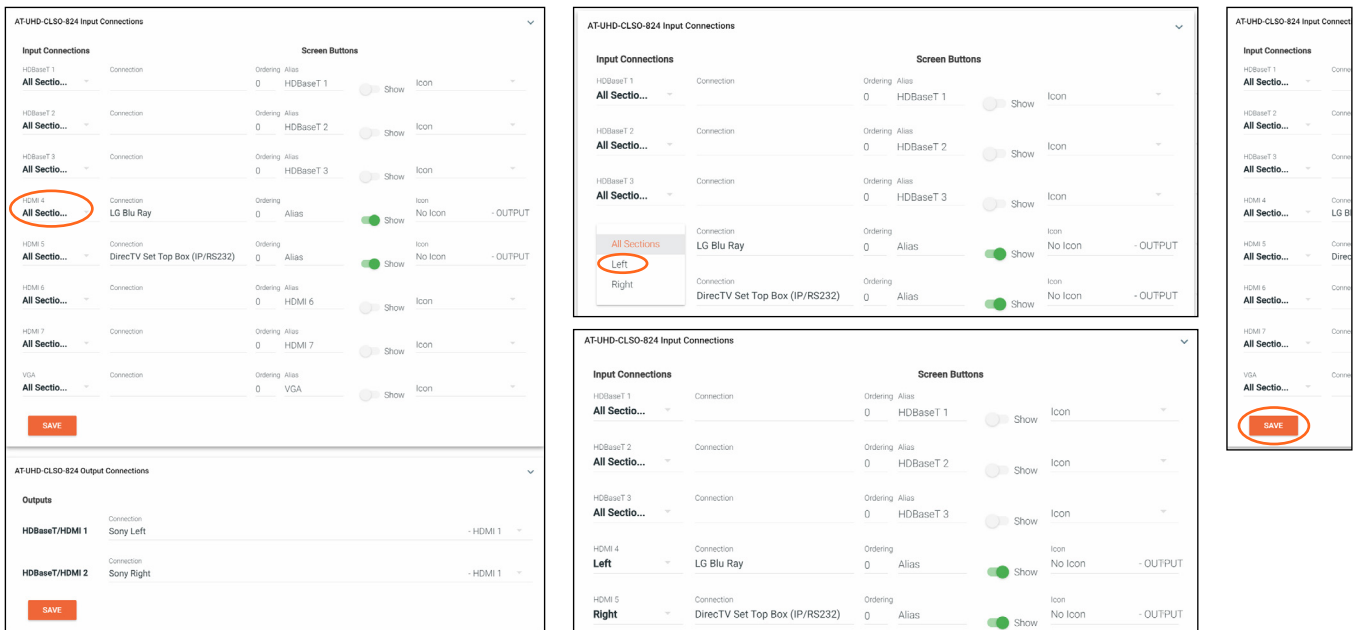 AT-UHD-CLSO-824 Input Connections
Input Connections Screen Buttons
HDBaseT 1 Connection Ordering Alias
All Sectio... 0 HDBaseT 1 Show Icon
HDBaseT 2 Connection Ordering Alias
All Sectio... 0 HDBaseT 2 Show Icon
HDBaseT 3 Connection Ordering Alias
All Sectio... 0 HDBaseT 3 Show Icon
HDMI 4 Connection Ordering Icon
All Sectio... LG Blu Ray 0 Alias Show No Icon - OUTPUT
HDMI 5 Connection Ordering Icon
All Sectio... DirecTV Set Top Box (IP/RS232) 0 Alias Show No Icon - OUTPUT
HDMI 6 Connection Ordering Alias
All Sectio... 0 HDMI 6 Show Icon
HDMI 7 Connection Ordering Alias
All Sectio... 0 HDMI 7 Show Icon
VGA Connection Ordering Alias
All Sectio... 0 VGA Show Icon
SAVE
AT-UHD-CLSO-824 Output Connections
Outputs
Connection
HDBaseT/HDMI 1 Sony Left - HDMI 1
Connection
HDBaseT/HDMI 2 Sony Right - HDMI 1
SAVE
AT-UHD-CLSO-824 Input Connections
Input Connections Screen Buttons
HDBaseT 1 Connection Ordering Alias
All Sectio... 0 HDBaseT 1 Show Icon
HDBaseT 2 Connection Ordering Alias
All Sectio... 0 HDBaseT 2 Show Icon
HDBaseT 3 Connection Ordering Alias
All Sectio... 0 HDBaseT 3 Show Icon
Connection Ordering Icon
All Sections LG Blu Ray 0 Alias Show No Icon - OUTPUT
Left
Connection Ordering Icon
Right DirecTV Set Top Box (IP/RS232) 0 Alias Show No Icon - OUTPUT
AT-UHD-CLSO-824 Input Connections
Input Connections Screen Buttons
HDBaseT 1 Connection Ordering Alias
All Sectio... 0 HDBaseT 1 Show Icon
HDBaseT 2 Connection Ordering Alias
All Sectio... 0 HDBaseT 2 Show Icon
HDBaseT 3 Connection Ordering Alias
All Sectio... 0 HDBaseT 3 Show Icon
HDMI 4 Connection Ordering Icon
Left LG Blu Ray 0 Alias Show No Icon - OUTPUT
HDMI 5 Connection Ordering Icon
Right DirecTV Set Top Box (IP/RS232) 0 Alias Show No Icon - OUTPUT
AT-UHD-CLSO-824 Input Connect
Input Connections
HDBaseT 1 Conne
All Sectio...
HDBaseT 2 Conne
All Sectio...
HDBaseT 3 Conne
All Sectio...
HDMI 4 Conne
All Sectio... LG Bl
HDMI 5 Conne
All Sectio... Direc
HDMI 6 Conne
All Sectio...
HDMI 7 Conne
All Sectio...
VGA Conne
All Sectio...
SAVE